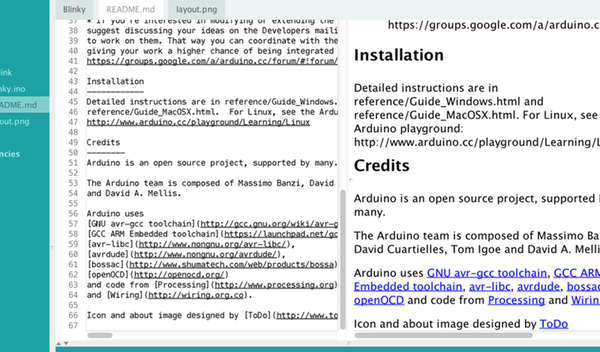 Blinky
README.md
layout.png
link
ky.ino
ADME.md
out.png
ncies
37 * If you're interested in modifying or extending the
38 suggest discussing your ideas on the Developers maili
39 to work on them. That way you can coordinate with the
40 giving your work a higher chance of being integrated
41 https://groups.google.com/a/arduino.cc/forum/#!forum/
42
43 Installation
44 ------------
45 Detailed instructions are in reference/Guide_Windows.
46 reference/Guide_MacOSX.html. For Linux, see the Ardu
47 http://www.arduino.cc/playground/Learning/Linux
48
49 Credits
50 --------
51 Arduino is an open source project, supported by many.
52
53 The Arduino team is composed of Massimo Banzi, David
54 and David A. Mellis.
55
56 Arduino uses
57 [GNU avr-gcc toolchain](http://gcc.gnu.org/wiki/avr-g
58 [GCC ARM Embedded toolchain](https://launchpad.net/gc
59 [avr-libc](http://www.nongnu.org/avr-libc/),
60 [avrdude](http://www.nongnu.org/avrdude/),
61 [bossac](http://www.shumatech.com/web/products/bossa)
62 [openOCD](http://openocd.org/)
63 and code from [Processing](http://www.processing.org)
64 and [Wiring](http://wiring.org.co).
65
66 Icon and about image designed by [ToDo](http://www.to
67
https://groups.google.com/a/arduino.c
Installation
Detailed instructions are in
reference/Guide_Windows.html and
reference/Guide_MacOSX.html. For Linux, see
Arduino playground:
http://www.arduino.cc/playground/Learning/L
Credits
Arduino is an open source project, supported
many.
The Arduino team is composed of Massimo Ba
David Cuartielles, Tom Igoe and David A. Melli
Arduino uses GNU avr-gcc toolchain, GCC ARM
Embedded toolchain, avr-libc, avrdude, bossac
openOCD and code from Processing and Wirin
Icon and about image designed by ToDo